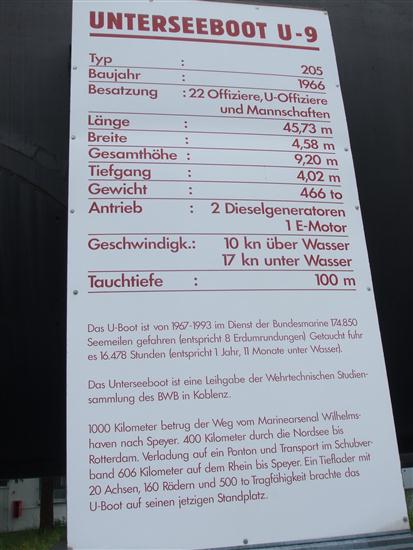 UNTERSEEBOOT U-9
Typ : 205
Baujahr : 1966
Besatzung : 22 Offiziere, U-Offiziere
und Mannschaften
Länge : 45,73 m
Breite : 4,58 m
Gesamthöhe : 9,20 m
Tiefgang : 4,02 m
Gewicht : 466 to
Antrieb : 2 Dieselgeneratoren
1 E-Motor
Geschwindigk.: 10 kn über Wasser
17 kn unter Wasser
Tauchtiefe : 100 m
Das U-Boot ist von 1967-1993 im Dienst der Bundesmarine 174.850
Seemeilen gefahren (entspricht 8 Erdumrundungen) Getaucht fuhr
es 16.478 Stunden (entspricht 1 Jahr, 11 Monate unter Wasser).
Das Unterseeboot ist eine Leihgabe der Wehrtechnischen Studien-
sammlung des BWB in Koblenz.
1000 Kilometer betrug der Weg vom Marinearsenal Wilhelms-
haven nach Speyer. 400 Kilometer durch die Nordsee bis
Rotterdam. Verladung auf ein Ponton und Transport im Schubver-
band 606 Kilometer auf dem Rhein bis Speyer. Ein Tieflader mit
20 Achsen, 160 Rädern und 500 to Tragfähigkeit brachte das
U-Boot auf seinen jetzigen Standplatz.